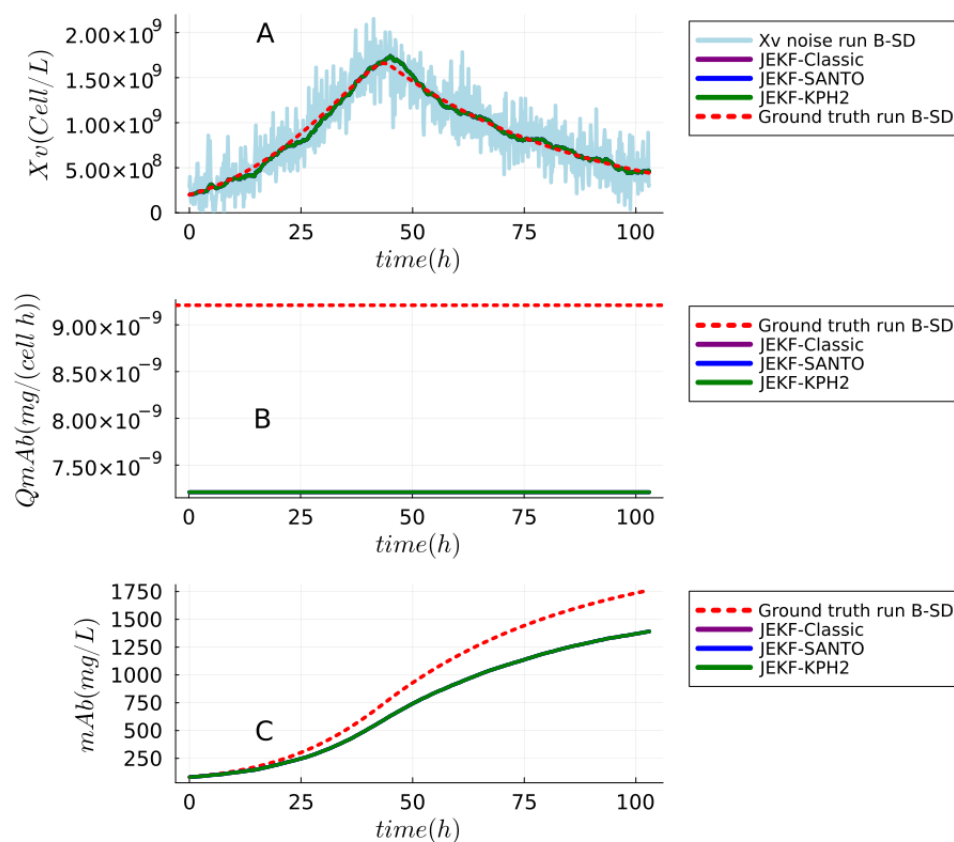 A
Xv(Cell/L)
2.00×10⁹
1.50×10⁹
1.00×10⁹
5.00×10⁸
0
0 25 50 75 100
time(h)
Xv noise run B-SD
JEKF-Classic
JEKF-SANTO
JEKF-KPH2
Ground truth run B-SD
B
QmAb(mg/(cell h))
9.00×10⁻⁹
8.50×10⁻⁹
8.00×10⁻⁹
7.50×10⁻⁹
0 25 50 75 100
time(h)
Ground truth run B-SD
JEKF-Classic
JEKF-SANTO
JEKF-KPH2
C
mAb(mg/L)
1750
1500
1250
1000
750
500
250
0 25 50 75 100
time(h)
Ground truth run B-SD
JEKF-Classic
JEKF-SANTO
JEKF-KPH2